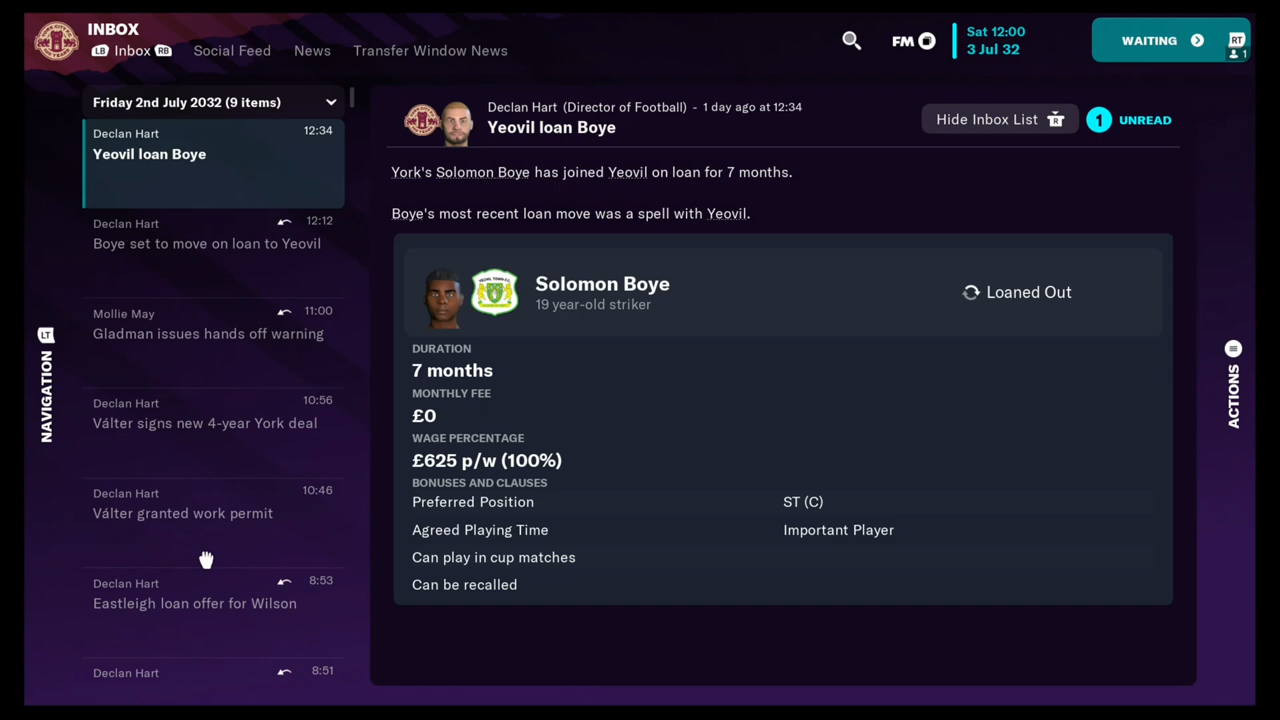 INBOX
LB Inbox RB Social Feed News Transfer Window News
FM
Sat 12:00
3 Jul 32
WAITING
RT
1
Friday 2nd July 2032 (9 items)
Declan Hart 12:34
Yeovil loan Boye
Declan Hart 12:12
Boye set to move on loan to Yeovil
Mollie May 11:00
Gladman issues hands off warning
Declan Hart 10:56
Válter signs new 4-year York deal
Declan Hart 10:46
Válter granted work permit
Declan Hart 8:53
Eastleigh loan offer for Wilson
Declan Hart 8:51
LT
NAVIGATION
Declan Hart (Director of Football) - 1 day ago at 12:34
Yeovil loan Boye
Hide Inbox List R
1 UNREAD
York's Solomon Boye has joined Yeovil on loan for 7 months.
Boye's most recent loan move was a spell with Yeovil.
Solomon Boye
19 year-old striker
Loaned Out
DURATION
7 months
MONTHLY FEE
£0
WAGE PERCENTAGE
£625 p/w (100%)
BONUSES AND CLAUSES
Preferred Position ST (C)
Agreed Playing Time Important Player
Can play in cup matches
Can be recalled
ACTIONS